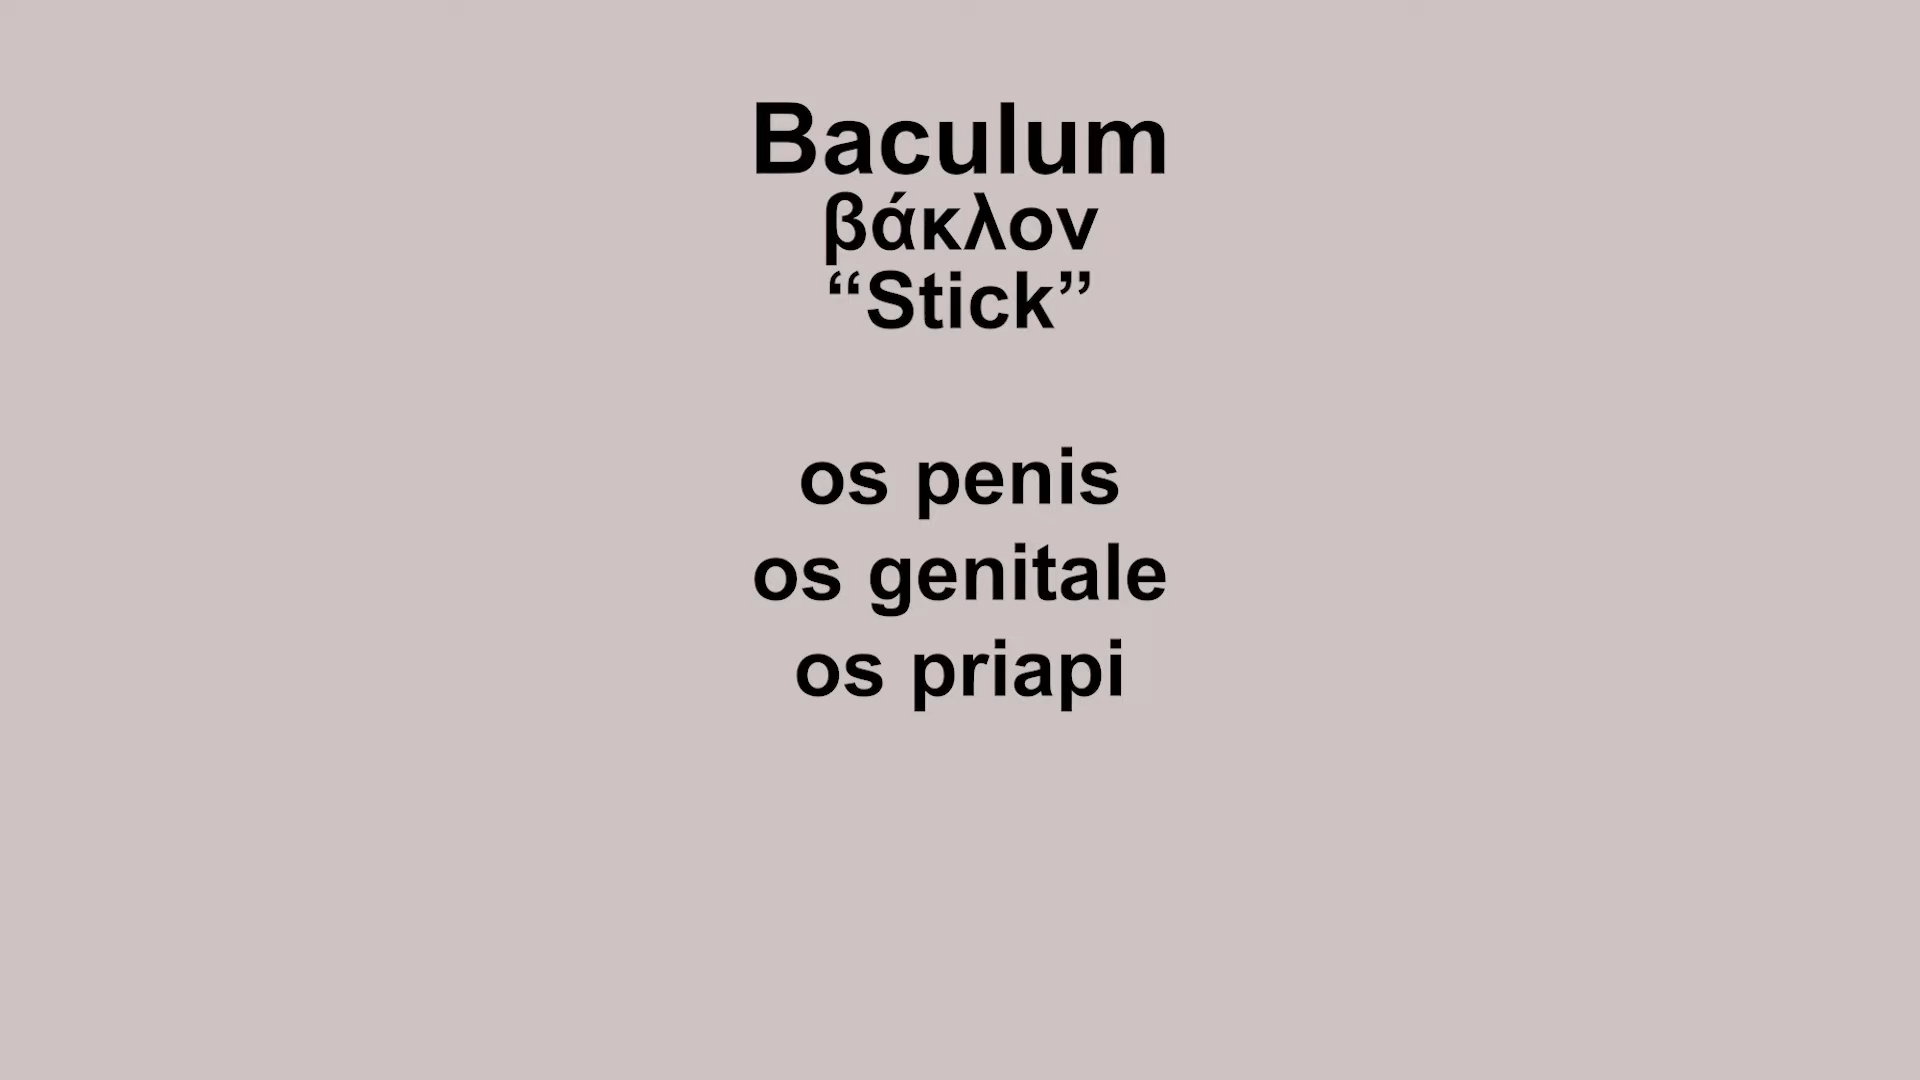 Baculum
βάκλον
“Stick”
os penis
os genitale
os priapi